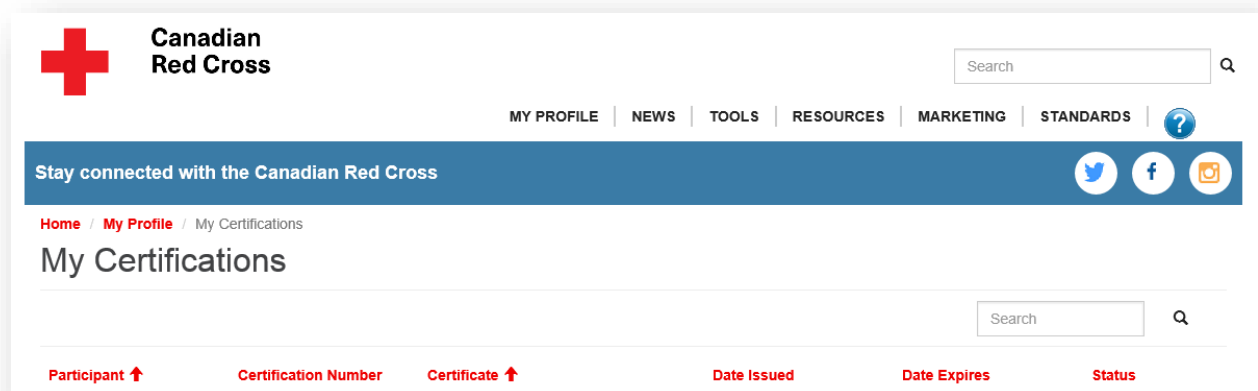 Canadian
Red Cross
Search
MY PROFILE NEWS TOOLS RESOURCES MARKETING STANDARDS ?
Stay connected with the Canadian Red Cross
Home / My Profile / My Certifications
My Certifications
Search
Participant Certification Number Certificate Date Issued Date Expires Status